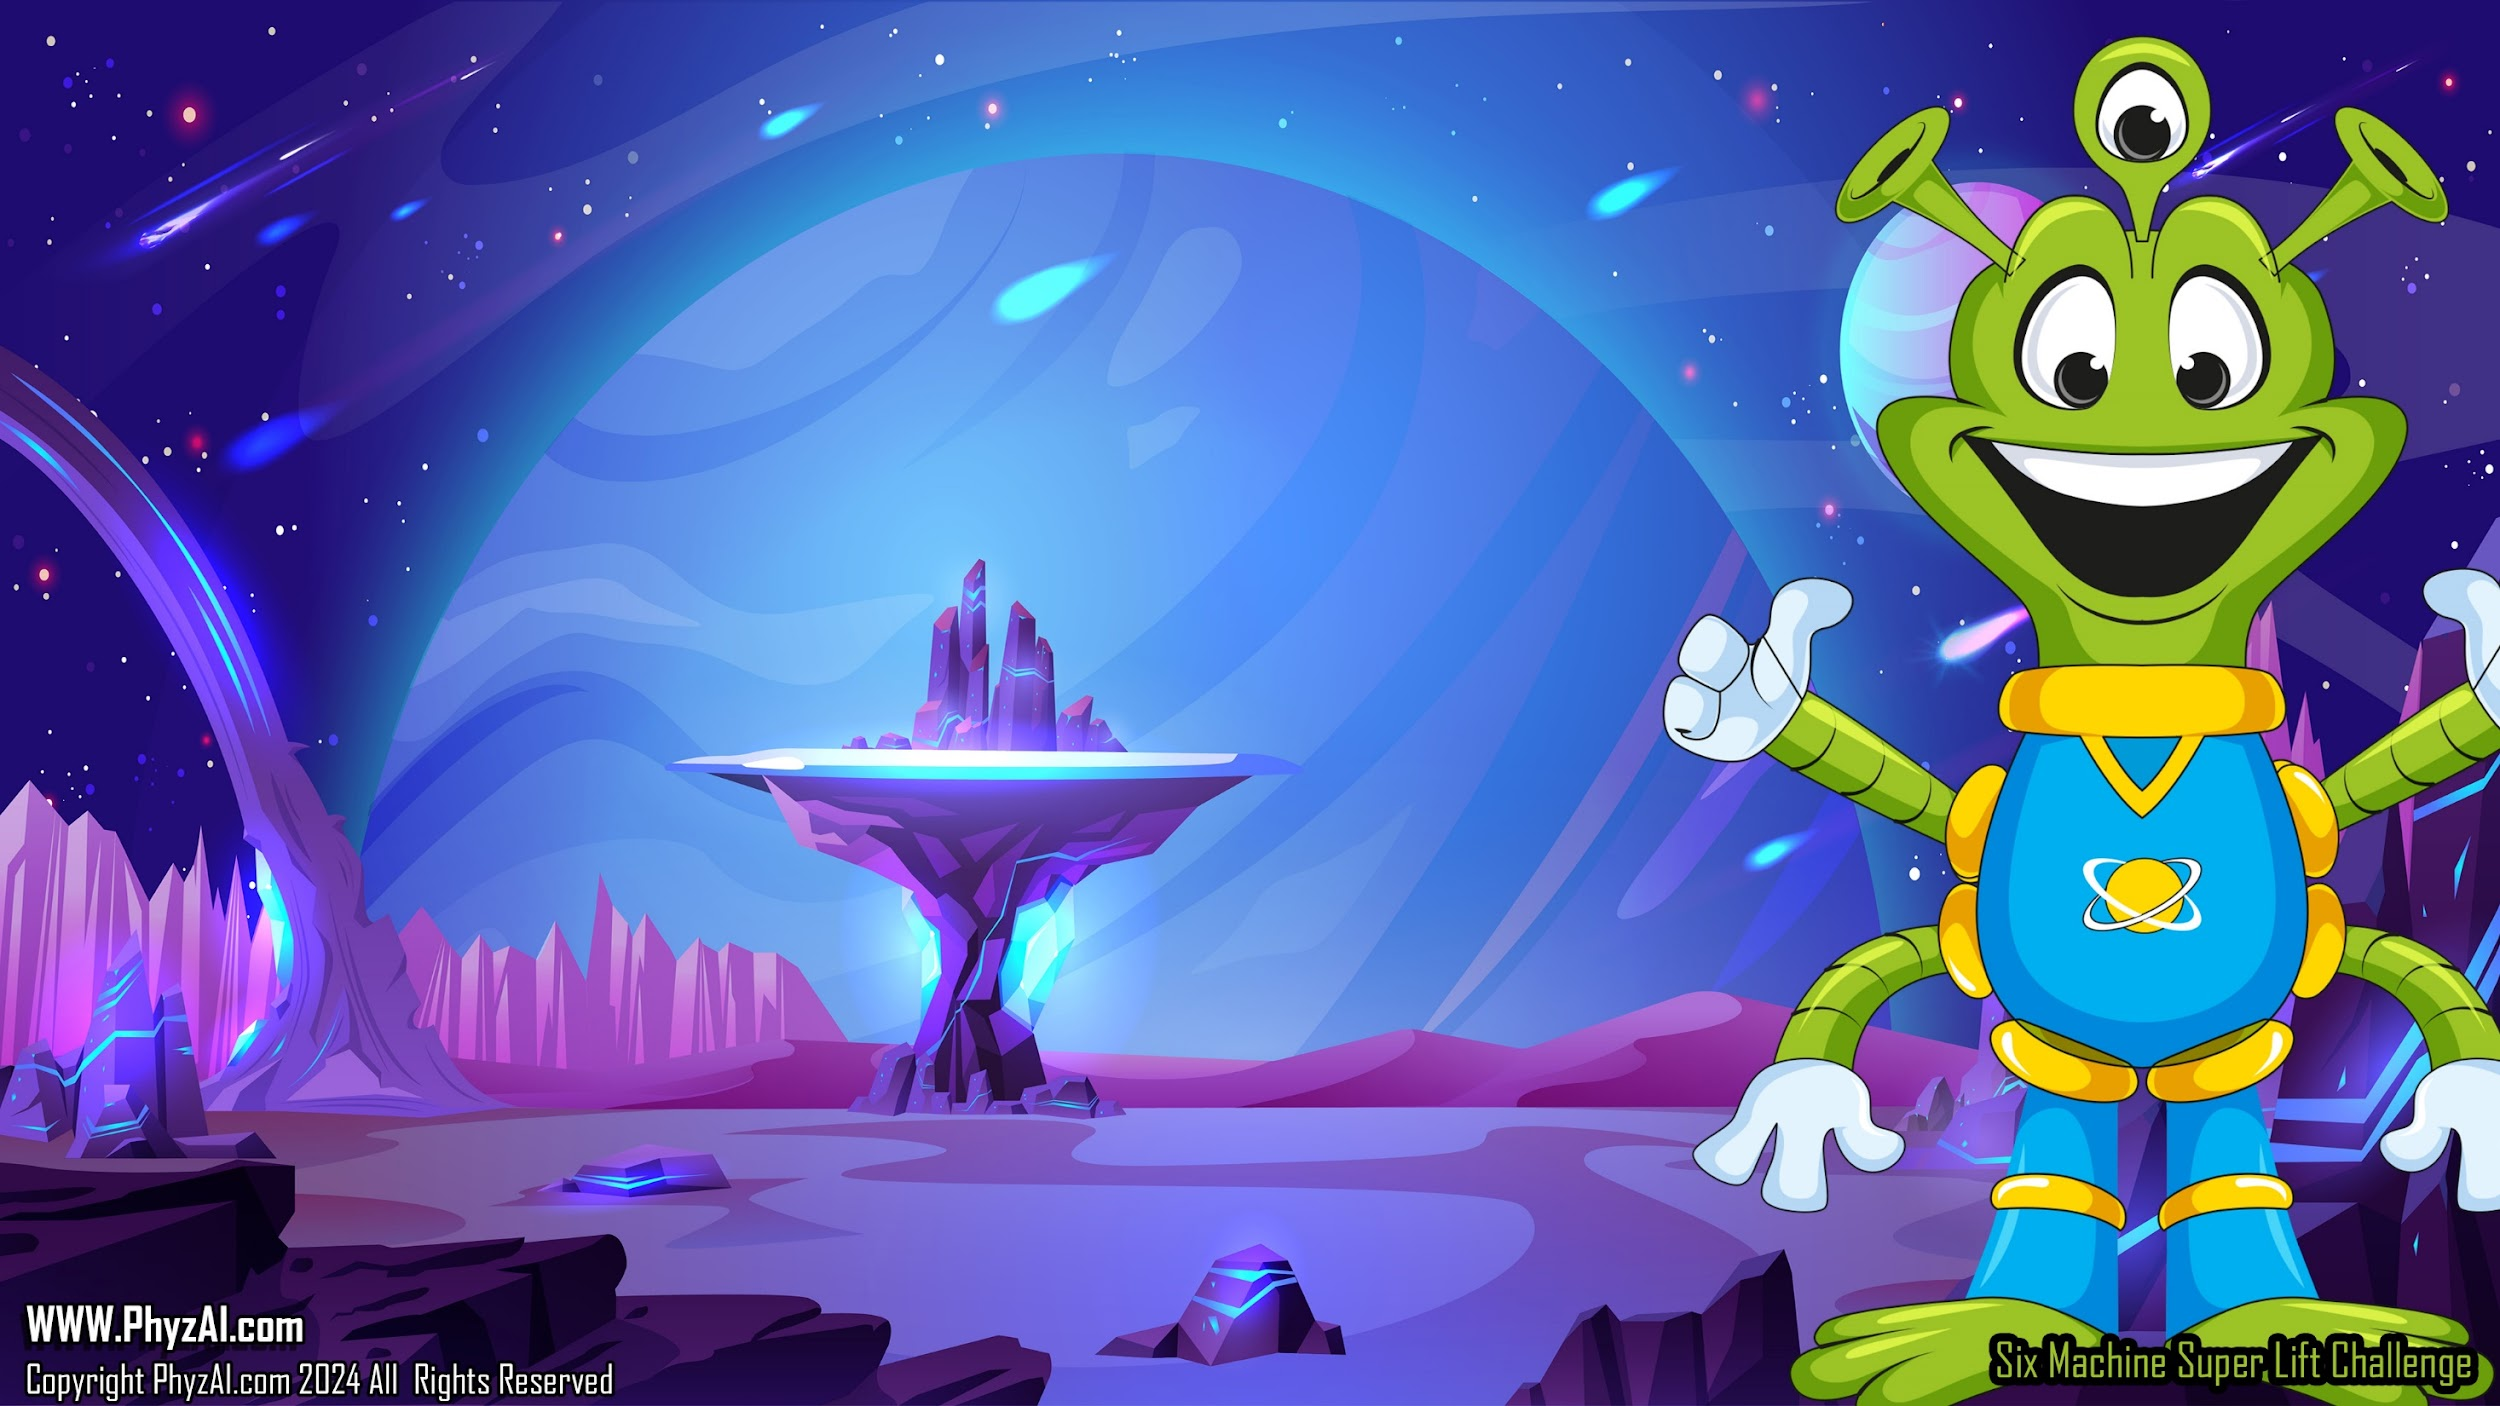 WWW.PhyzAI.com
Copyright PhyzAI.com 2024 All Rights Reserved
Six Machine Super Lift Challenge